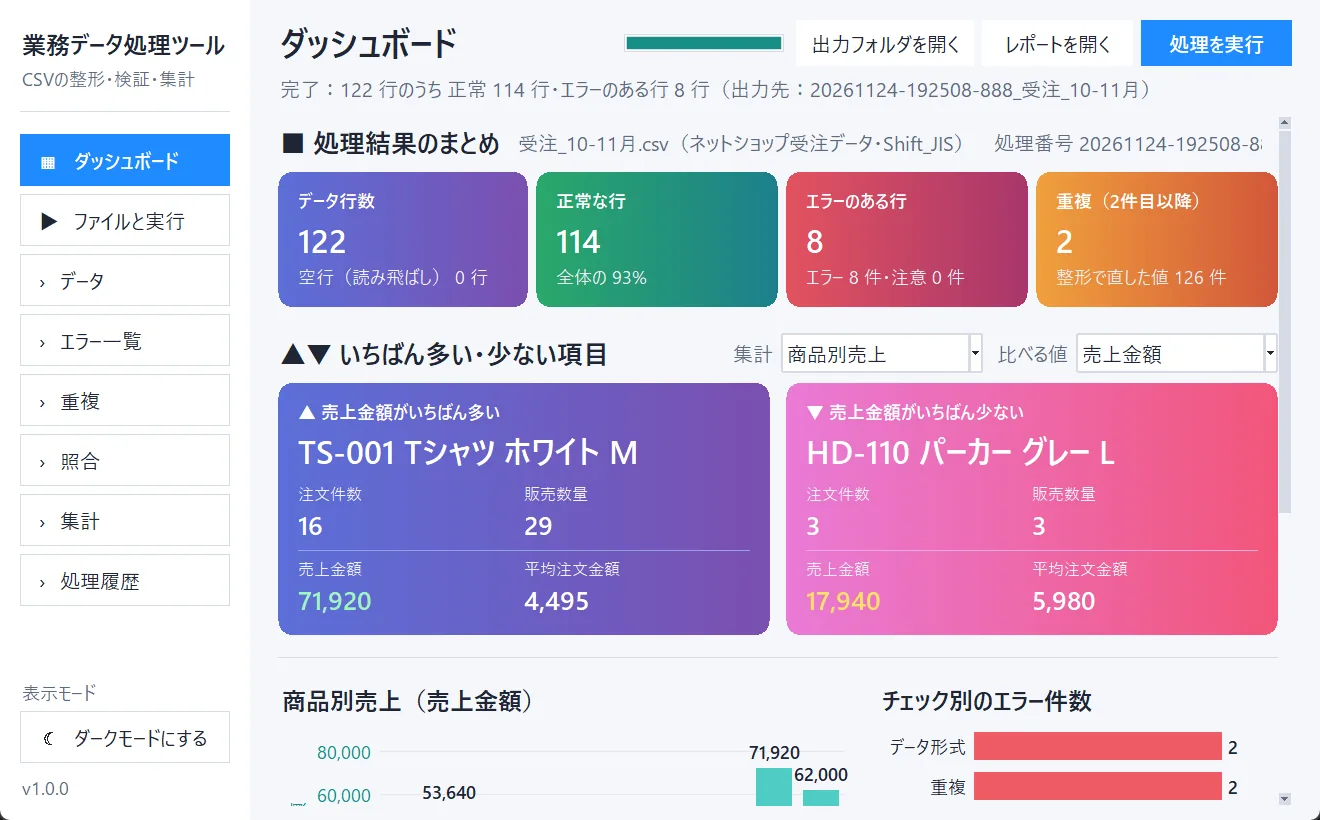 業務データ処理ツール
CSVの整形・検証・集計
ダッシュボード
ファイルと実行
データ
エラー一覧
重複
照合
集計
処理履歴
表示モード
ダークモードにする
v1.0.0
ダッシュボード
出力フォルダを開く
レポートを開く
処理を実行
完了：122 行のうち 正常 114 行・エラーのある行 8 行（出力先：20261124-192508-888_受注_10-11月）
■ 処理結果のまとめ 受注_10-11月.csv（ネットショップ受注データ・Shift_JIS） 処理番号 20261124-192508-8
データ行数
122
空行（読み飛ばし） 0 行
正常な行
114
全体の 93%
エラーのある行
8
エラー 8 件・注意 0 件
重複（2件目以降）
2
整形で直した値 126 件
▲▼ いちばん多い・少ない項目
集計 商品別売上 比べる値 売上金額
▲ 売上金額がいちばん多い
TS-001 Tシャツ ホワイト M
注文件数 販売数量
16 29
売上金額 平均注文金額
71,920 4,495
▼ 売上金額がいちばん少ない
HD-110 パーカー グレー L
注文件数 販売数量
3 3
売上金額 平均注文金額
17,940 5,980
商品別売上（売上金額）
80,000
71,920
62,000
60,000
53,640
チェック別のエラー件数
データ形式 2
重複 2